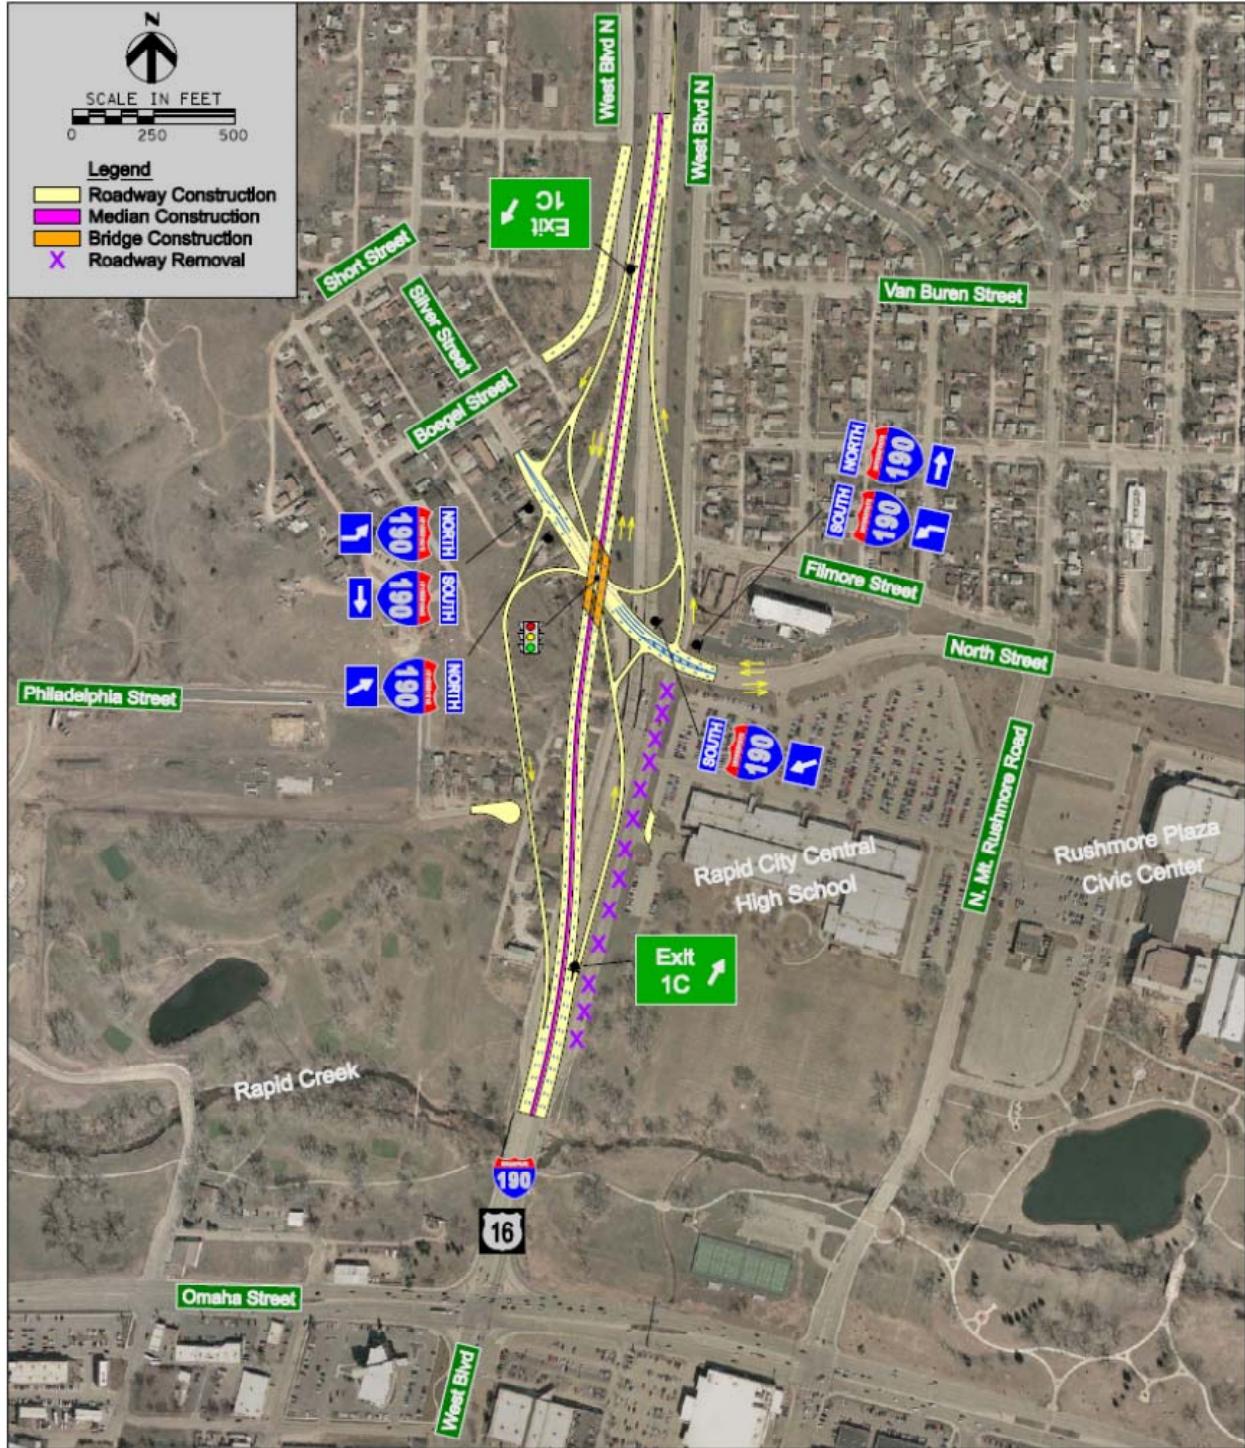 N
SCALE IN FEET
0 250 500
Legend
Roadway Construction
Median Construction
Bridge Construction
X Roadway Removal
West Blvd N
West Blvd N
Exit
1C
Short Street
Silver Street
Boegel Street
Van Buren Street
NORTH
190
SOUTH
190
NORTH
190
SOUTH
190
NORTH
190
Filmore Street
North Street
Philadelphia Street
SOUTH
190
N. Mt. Rushmore Road
Rapid City Central
High School
Rushmore Plaza
Civic Center
Exit
1C
Rapid Creek
190
16
Omaha Street
West Blvd